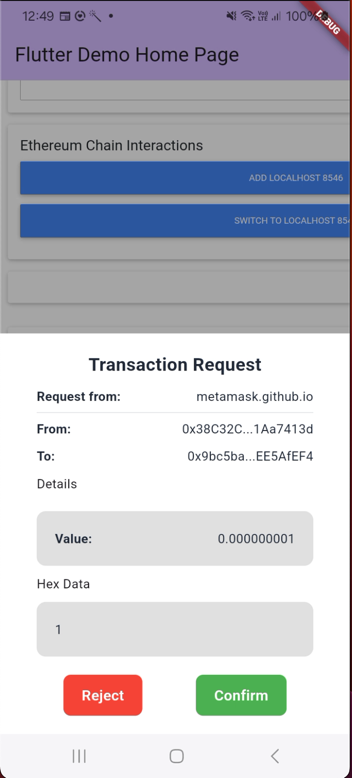 12:49 100%
DEBUG
Flutter Demo Home Page
Ethereum Chain Interactions
ADD LOCALHOST 8546
SWITCH TO LOCALHOST 854
Transaction Request
Request from: metamask.github.io
From: 0x38C32C...1Aa7413d
To: 0x9bc5ba...EE5AfEF4
Details
Value: 0.000000001
Hex Data
1
Reject Confirm